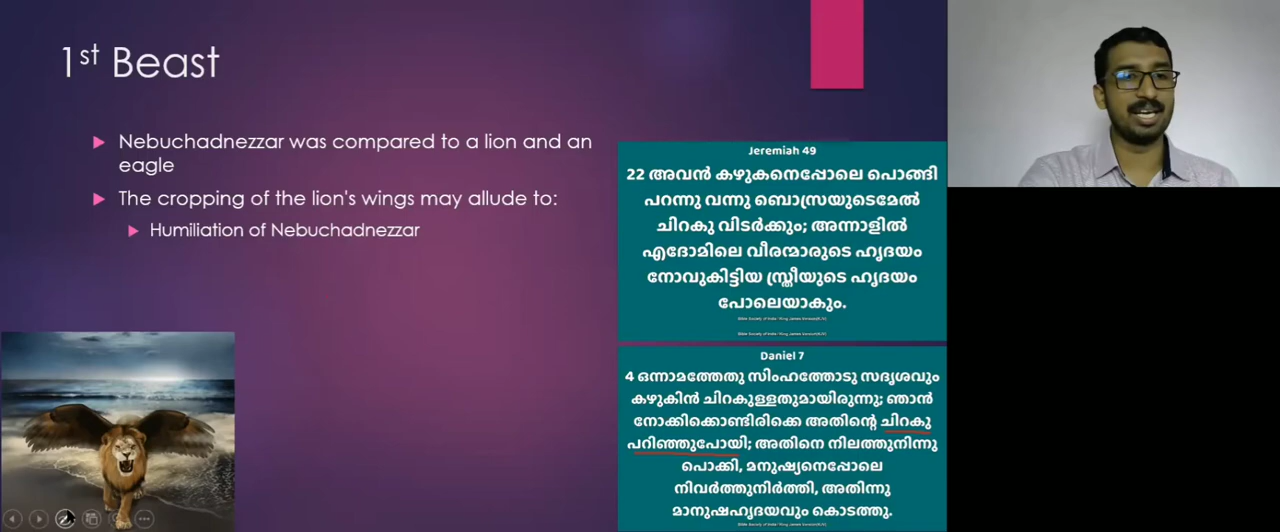 1st Beast
Nebuchadnezzar was compared to a lion and an
eagle
The cropping of the lion's wings may allude to:
Humiliation of Nebuchadnezzar
Jeremiah 49
22 അവൻ കഴുകനെപ്പോലെ പൊങ്ങി
പറന്നു വന്നു ബൊസ്രയുടെമേൽ
ചിറകു വിടർക്കും; അന്നാളിൽ
എദോമിലെ വീരന്മാരുടെ ഹൃദയം
നോവുകിട്ടിയ സ്ത്രീയുടെ ഹൃദയം
പോലെയാകും.
Daniel 7
4 ഒന്നാമത്തേതു സിംഹത്തോടു സദൃശവും
കഴുകിൻ ചിറകുള്ളതുമായിരുന്നു; ഞാൻ
നോക്കിക്കൊണ്ടിരിക്കെ അതിന്റെ ചിറകു
പറിഞ്ഞുപോയി; അതിനെ നിലത്തുനിന്നു
പൊക്കി, മനുഷ്യനെപ്പോലെ
നിവർത്തുനിർത്തി, അതിന്നു
മാനുഷഹൃദയവും കൊടത്തു.